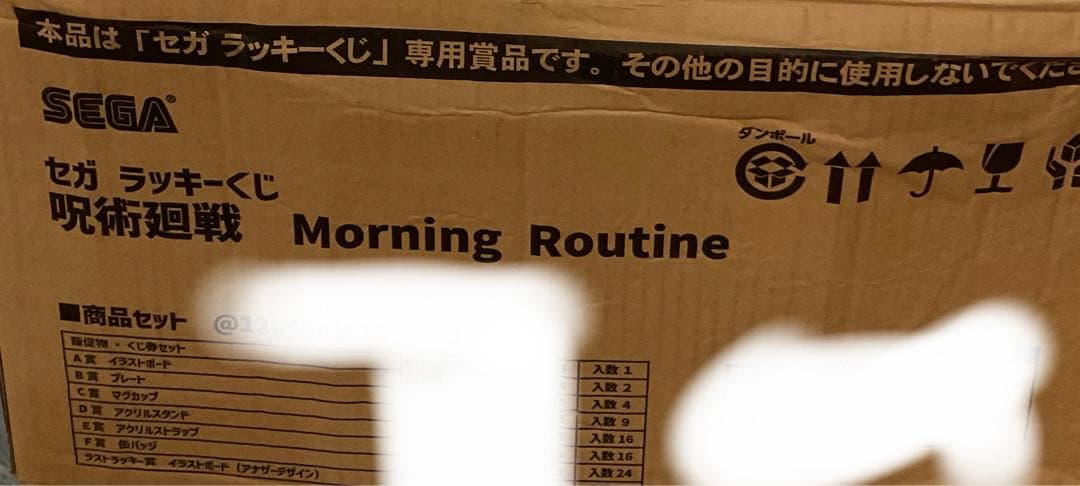 本品は「セガ ラッキーくじ」専用賞品です。その他の目的に使用しないでくださ
SEGA®
ダンボール
セガ ラッキーくじ
呪術廻戦 Morning Routine
■商品セット
販促物・くじ券セット
A賞 イラストボード 入数 1
B賞 プレート 入数 2
C賞 マグカップ 入数 4
D賞 アクリルスタンド 入数 9
E賞 アクリルストラップ 入数 16
F賞 缶バッジ 入数 16
ラストラッキー賞 イラストボード(アナザーデザイン) 入数 24